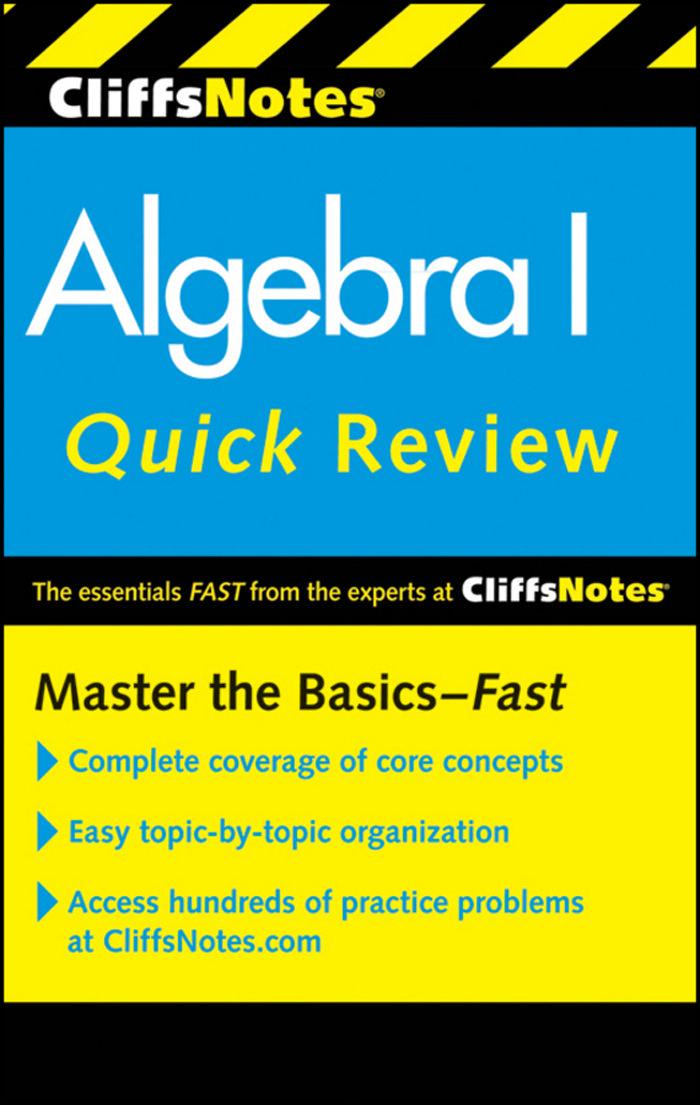 CliffsNotes®
Algebra I
Quick Review
The essentials FAST from the experts at CliffsNotes®
Master the Basics–Fast
Complete coverage of core concepts
Easy topic-by-topic organization
Access hundreds of practice problems
at CliffsNotes.com